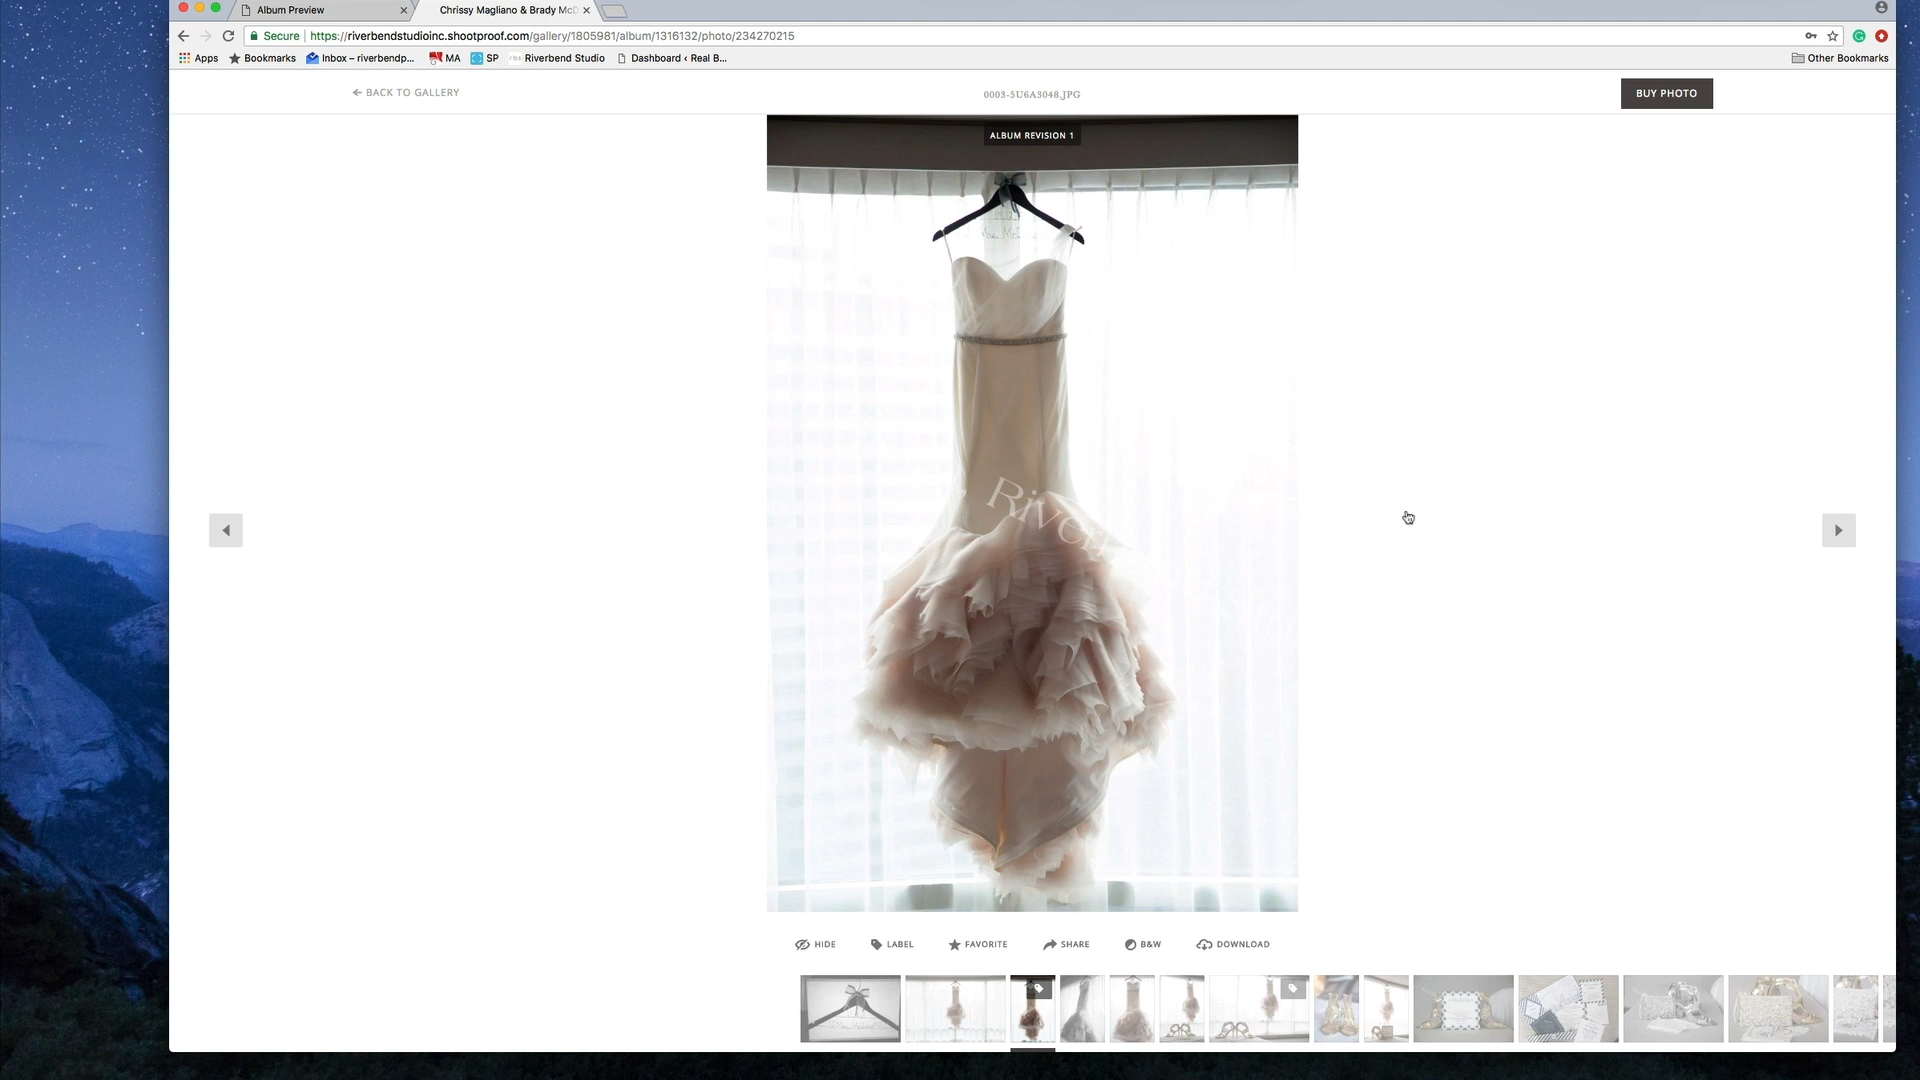 Album Preview
Chrissy Magliano & Brady McD
Secure
https://riverbendstudioinc.shootproof.com/gallery/1805981/album/1316132/photo/234270215
Apps
Bookmarks
Inbox – riverbendp...
MA
SP
Riverbend Studio
Dashboard ‹ Real B...
Other Bookmarks
BACK TO GALLERY
0003-5U6A3048.JPG
BUY PHOTO
ALBUM REVISION 1
HIDE
LABEL
FAVORITE
SHARE
B&W
DOWNLOAD